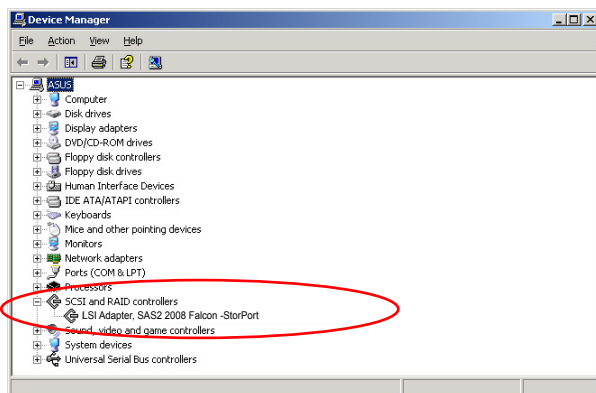 Device Manager
File Action View Help
ASUS
Computer
Disk drives
Display adapters
DVD/CD-ROM drives
Floppy disk controllers
Floppy disk drives
Human Interface Devices
IDE ATA/ATAPI controllers
Keyboards
Mice and other pointing devices
Monitors
Network adapters
Ports (COM & LPT)
Processors
SCSI and RAID controllers
LSI Adapter, SAS2 2008 Falcon -StorPort
Sound, video and game controllers
System devices
Universal Serial Bus controllers